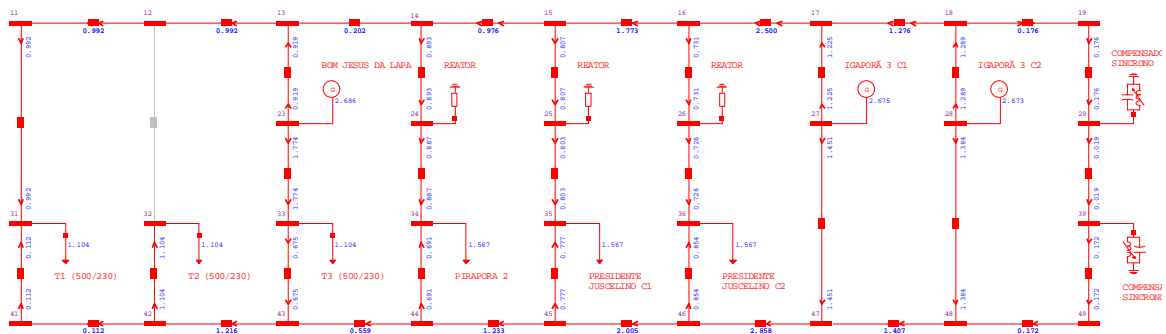 11 12 13 14 15 16 17 18 19
0.992 0.992 0.202 0.976 1.773 2.500 1.276 0.176
0.992 0.919 0.893 0.807 0.731 1.225 1.289 0.176
BOM JESUS DA LAPA REATOR REATOR REATOR IGAPORÃ 3 C1 IGAPORÃ 3 C2
COMPENSADO
SINCRONO
G G G
2.686 2.675 2.673
0.919 0.893 0.807 0.731 1.225 1.289 0.176
23 24 25 26 27 28 29
1.774 0.887 0.803 0.726 1.451 1.384 0.019
0.992 1.774 0.887 0.803 0.726 0.019
31 32 33 34 35 36 39
0.112 1.104 0.675 0.691 0.777 0.854 0.172
1.104 1.104 1.104 1.567 1.567 1.567
T1 (500/230) T2 (500/230) T3 (500/230) PIRAPORA 2
PRESIDENTE
JUSCELINO C1
PRESIDENTE
JUSCELINO C2
COMPENSA
SINCRONO
0.112 1.104 0.675 0.691 0.777 0.854 1.451 1.384 0.172
41 42 43 44 45 46 47 48 49
0.112 1.216 0.559 1.233 2.005 2.858 1.407 0.172